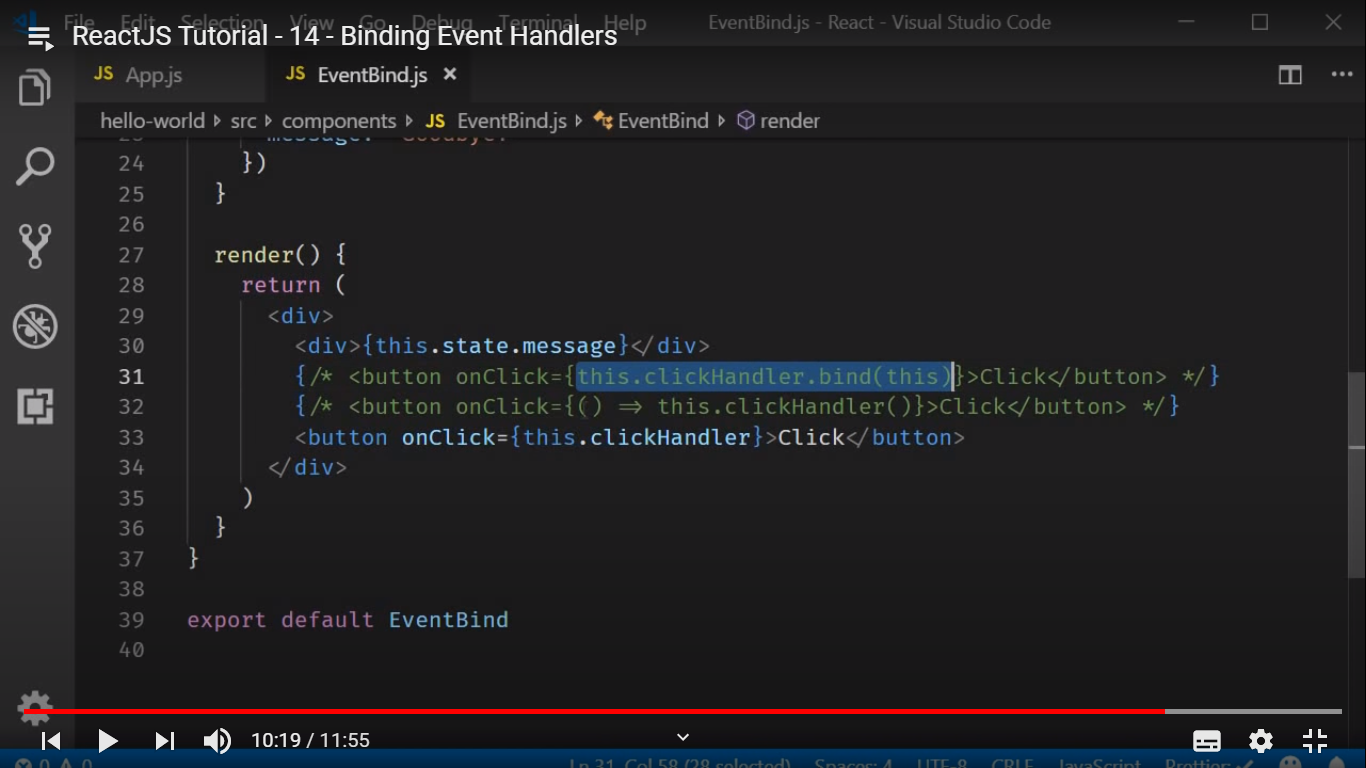 File Edit Selection View Go Debug Terminal Help EventBind.js - React - Visual Studio Code
ReactJS Tutorial - 14 - Binding Event Handlers
JS App.js JS EventBind.js ×
hello-world src components JS EventBind.js EventBind render
24 })
25 }
26
27 render() {
28 return (
29 <div>
30 <div>{this.state.message}</div>
31 {/* <button onClick={this.clickHandler.bind(this)}>Click</button> */}
32 {/* <button onClick={() => this.clickHandler()}>Click</button> */}
33 <button onClick={this.clickHandler}>Click</button>
34 </div>
35 )
36 }
37 }
38
39 export default EventBind
40
10:19 / 11:55
0 0 Ln 31, Col 58 (28 selected) Spaces: 4 UTF-8 CRLF JavaScript Prettier: ✓